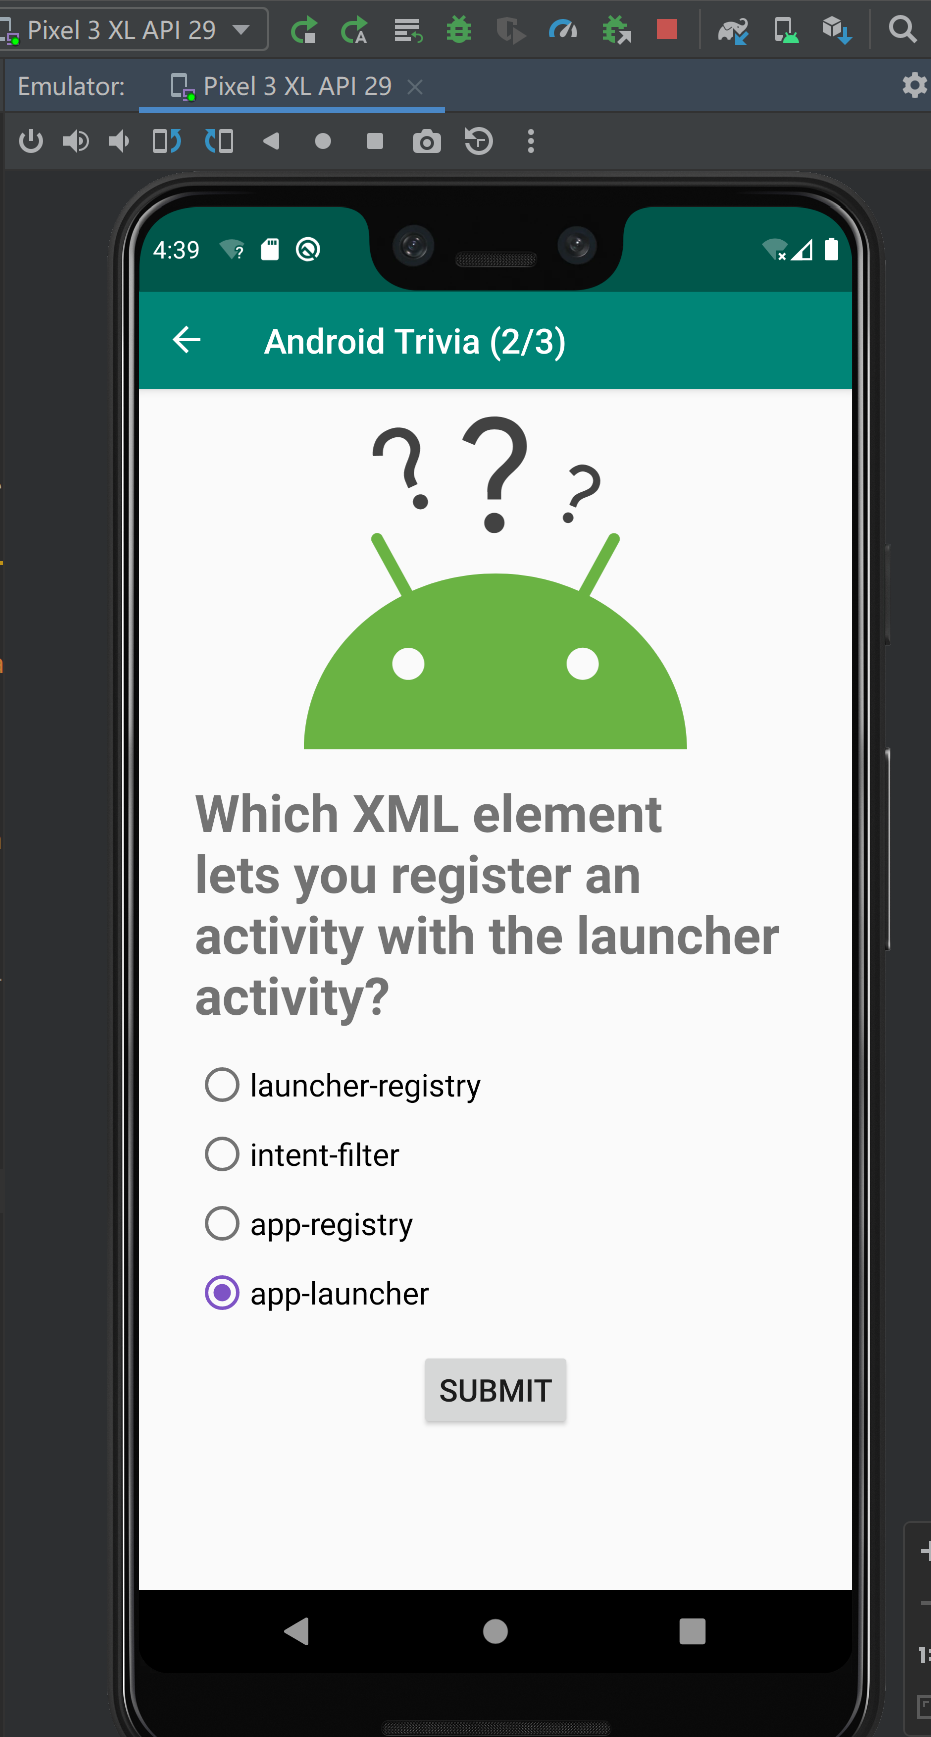 Pixel 3 XL API 29
Emulator: Pixel 3 XL API 29
4:39
Android Trivia (2/3)
? ? ?
Which XML element
lets you register an
activity with the launcher
activity?
launcher-registry
intent-filter
app-registry
app-launcher
SUBMIT